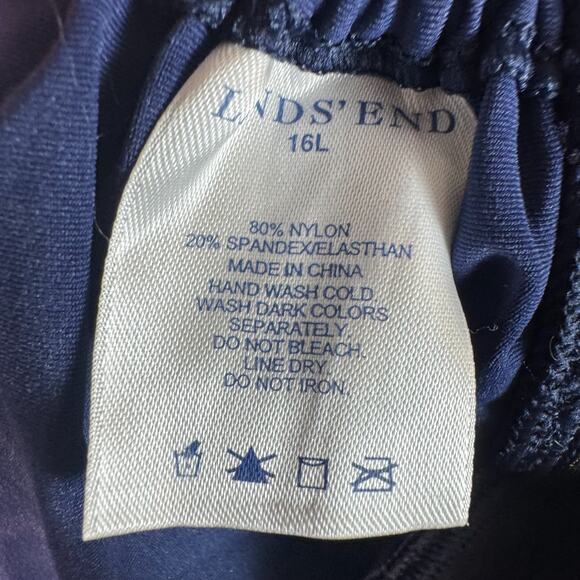 LNDS' END
16L
80% NYLON
20% SPANDEX/ELASTHAN
MADE IN CHINA
HAND WASH COLD
WASH DARK COLORS
SEPARATELY.
DO NOT BLEACH.
LINE DRY.
DO NOT IRON.